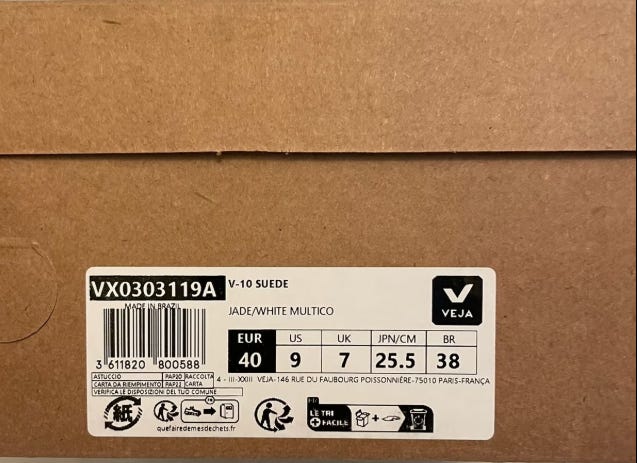 VX0303119A V-10 SUEDE
MADE IN BRAZIL
JADE/WHITE MULTICO
VEJA
EUR US UK JPN/CM BR
40 9 7 25.5 38
3 611820 800588
ASTUCCIO PAP20 RACCOLTA
CARTA DA RIEMPIMENTO PAP22 CARTA
VERIFICA LE DISPOSIZIONI DEL TUO COMUNE
4 - III-XXIII VEJA-146 RUE DU FAUBOURG POISSONNIÈRE-75010 PARIS-FRANÇA
紙
FR
LE TRI
+ FACILE
quefairedemesdechets.fr